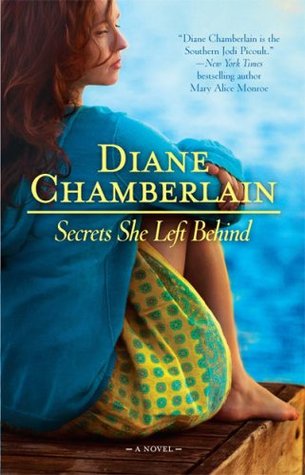 “Diane Chamberlain is the
Southern Jodi Picoult.”
—New York Times
bestselling author
Mary Alice Monroe
DIANE
CHAMBERLAIN
Secrets She Left Behind
– A NOVEL –